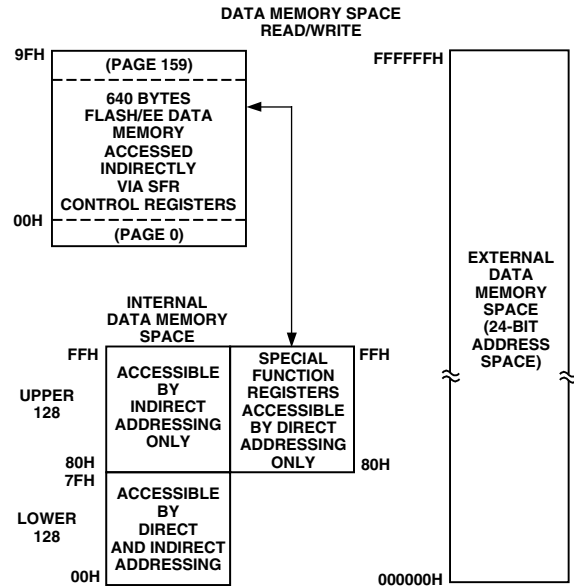 DATA MEMORY SPACE
READ/WRITE
9FH
(PAGE 159)
640 BYTES
FLASH/EE DATA
MEMORY
ACCESSED
INDIRECTLY
VIA SFR
CONTROL REGISTERS
00H
(PAGE 0)
FFFFFFH
EXTERNAL
DATA
MEMORY
SPACE
(24-BIT
ADDRESS
SPACE)
000000H
INTERNAL
DATA MEMORY
SPACE
FFH
ACCESSIBLE
BY
INDIRECT
ADDRESSING
ONLY
UPPER
128
80H
SPECIAL
FUNCTION
REGISTERS
ACCESSIBLE
BY DIRECT
ADDRESSING
ONLY
FFH
80H
7FH
ACCESSIBLE
BY
DIRECT
AND INDIRECT
ADDRESSING
LOWER
128
00H